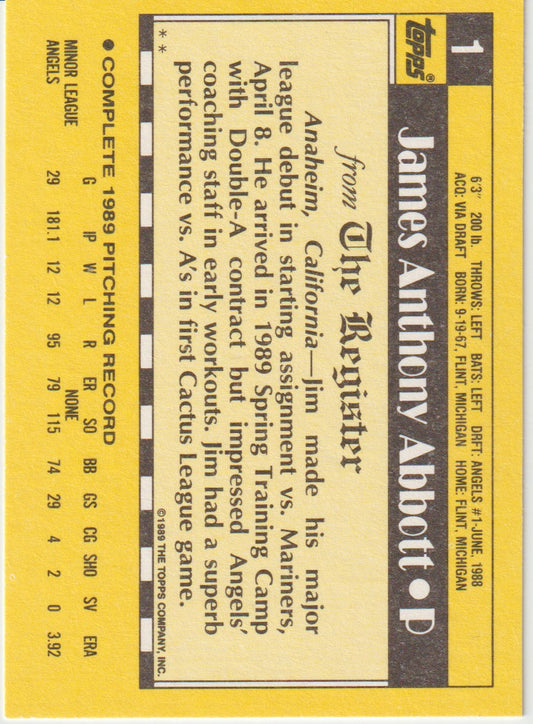 1
topps®
James Anthony Abbott • P
6'3" 200 lb. THROWS: LEFT BATS: LEFT DRFT: ANGELS #1-JUNE, 1988
ACQ: VIA DRAFT BORN: 9-19-67, FLINT, MICHIGAN HOME: FLINT, MICHIGAN
from The Register
Anaheim, California—Jim made his major
league debut in starting assignment vs. Mariners,
April 8. He arrived in 1989 Spring Training Camp
with Double-A contract but impressed Angels'
coaching staff in early workouts. Jim had a superb
performance vs. A's in first Cactus League game.
* *
©1989 THE TOPPS COMPANY, INC.
• COMPLETE 1989 PITCHING RECORD
G IP W L R ER SO BB GS CG SHO SV ERA
MINOR LEAGUE NONE
ANGELS 29 181.1 12 12 95 79 115 74 29 4 2 0 3.92